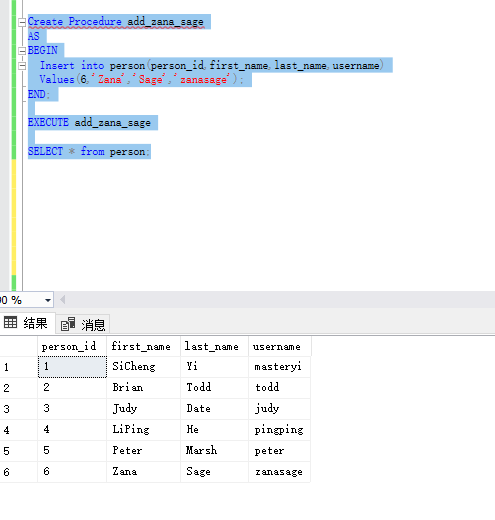 Create Procedure add_zana_sage
AS
BEGIN
Insert into person(person_id,first_name,last_name,username)
Values(6,'Zana','Sage','zanasage');
END;
EXECUTE add_zana_sage
SELECT * from person;
00 %
结果 消息
person_id first_name last_name username
1 1 SiCheng Yi masteryi
2 2 Brian Todd todd
3 3 Judy Date judy
4 4 LiPing He pingping
5 5 Peter Marsh peter
6 6 Zana Sage zanasage